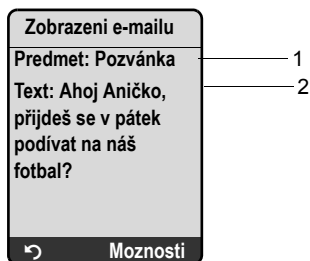 Zobrazeni e-mailu
Predmet: Pozvánka
1
Text: Ahoj Aničko,
2
přijdeš se v pátek
podívat na náš
fotbal?
Moznosti